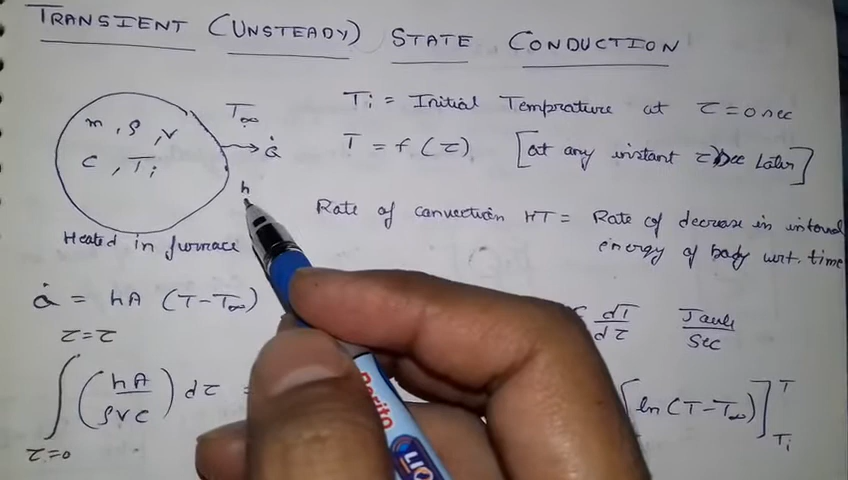 TRANSIENT (UNSTEADY) STATE CONDUCTION
m, ρ, V
C, Ti
T∞
Q̇
h
Heated in furnace
Ti = Initial Temprature at τ = 0 sec
T = f(τ) [at any instant τ sec Later]
Rate of convection HT = Rate of decrease in internal
energy of body w.r.t. time
Q̇ = hA (T-T∞)
dT/dτ Joule/Sec
τ=τ
∫ (hA/ρVC) dτ =
τ=0
[ln(T-T∞)] T
Ti